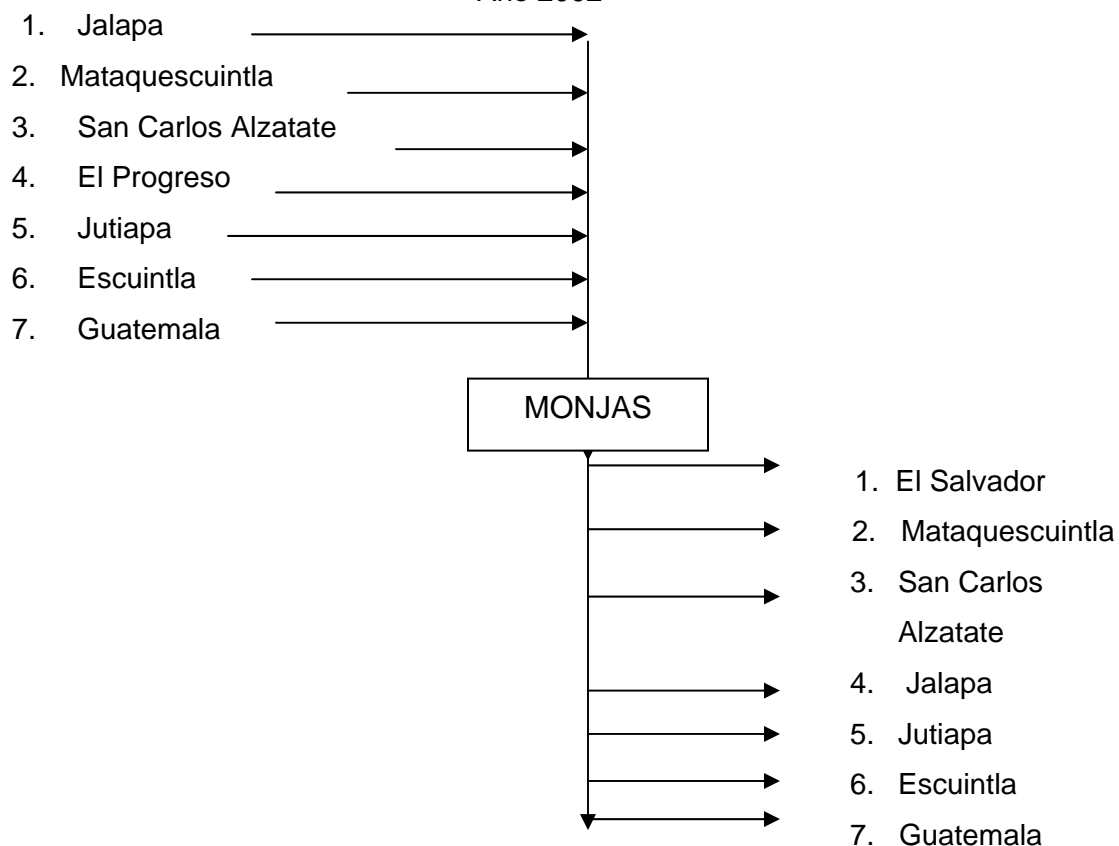 1. Jalapa
2. Mataquescuintla
3. San Carlos Alzatate
4. El Progreso
5. Jutiapa
6. Escuintla
7. Guatemala
MONJAS
1. El Salvador
2. Mataquescuintla
3. San Carlos
Alzatate
4. Jalapa
5. Jutiapa
6. Escuintla
7. Guatemala